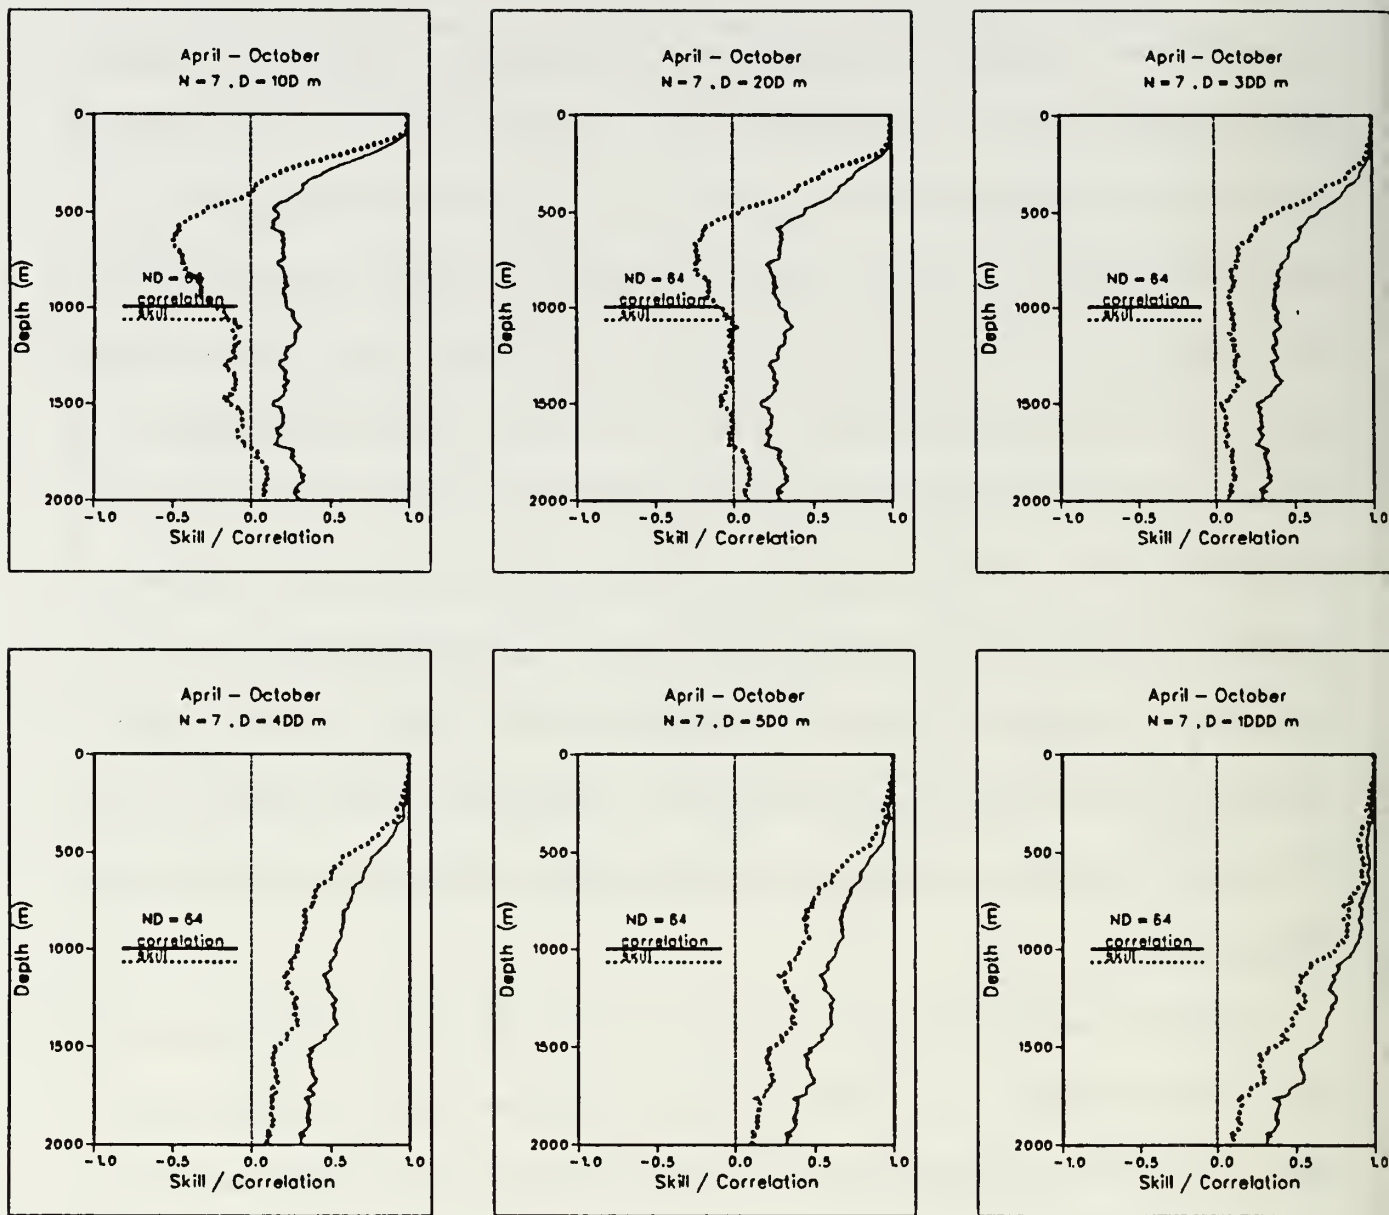 April – October
N = 7 , D = 100 m
0
500
1000
1500
2000
Depth (m)
ND = 64
correlation
skill
-1.0 -0.5 0.0 0.5 1.0
Skill / Correlation
April – October
N = 7 , D = 200 m
0
500
1000
1500
2000
Depth (m)
ND = 64
correlation
skill
-1.0 -0.5 0.0 0.5 1.0
Skill / Correlation
April – October
N = 7 , D = 300 m
0
500
1000
1500
2000
Depth (m)
ND = 64
correlation
skill
-1.0 -0.5 0.0 0.5 1.0
Skill / Correlation
April – October
N = 7 , D = 400 m
0
500
1000
1500
2000
Depth (m)
ND = 64
correlation
skill
-1.0 -0.5 0.0 0.5 1.0
Skill / Correlation
April – October
N = 7 , D = 500 m
0
500
1000
1500
2000
Depth (m)
ND = 64
correlation
skill
-1.0 -0.5 0.0 0.5 1.0
Skill / Correlation
April – October
N = 7 , D = 1000 m
0
500
1000
1500
2000
Depth (m)
ND = 64
correlation
skill
-1.0 -0.5 0.0 0.5 1.0
Skill / Correlation